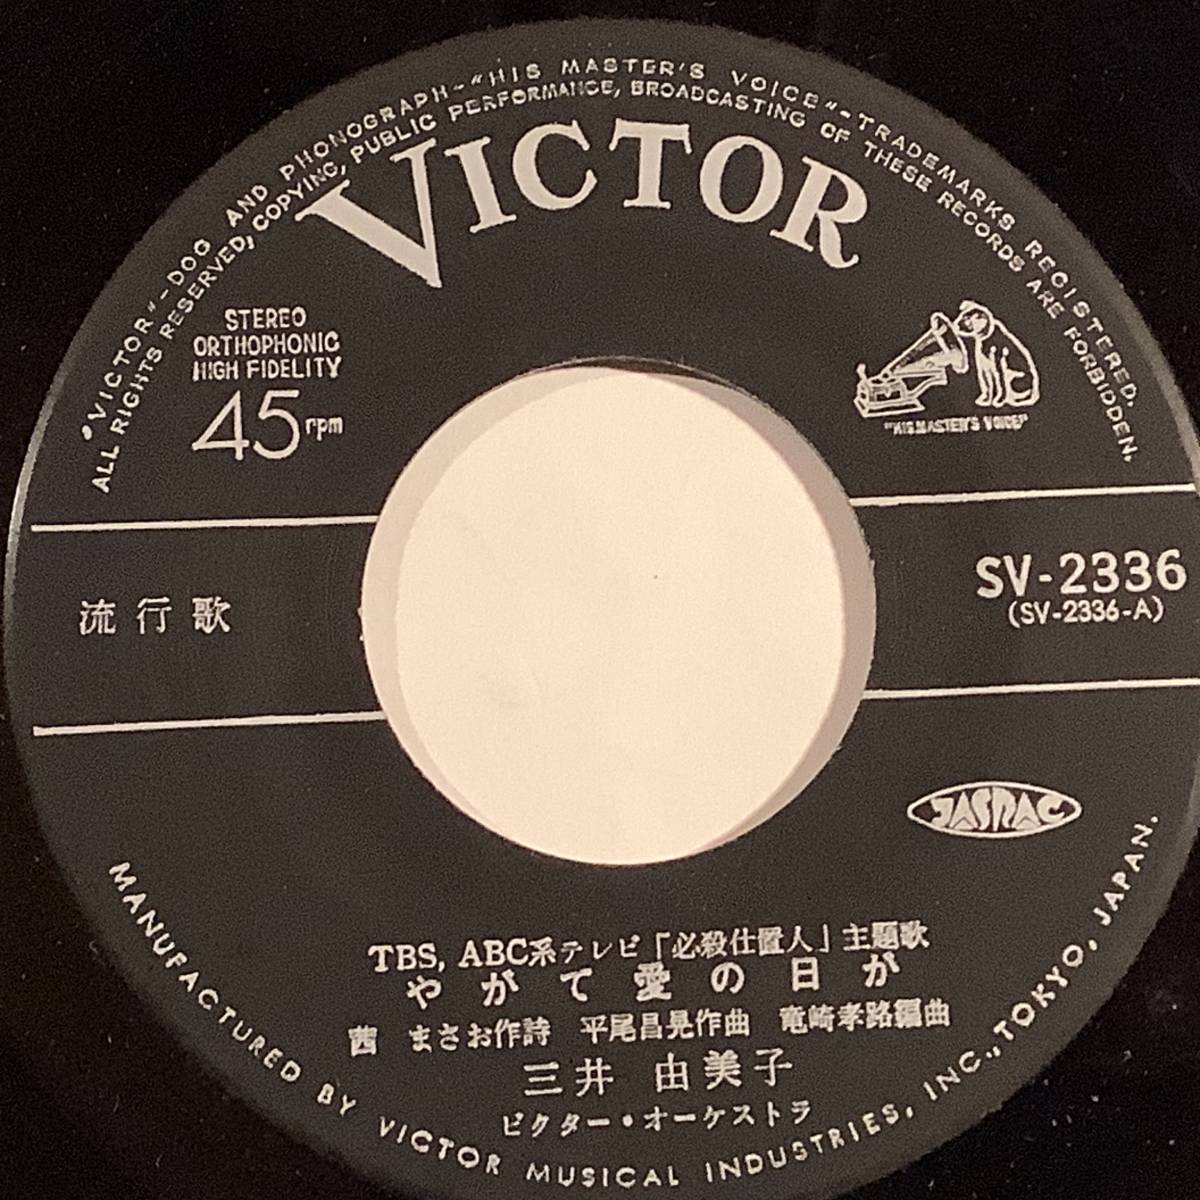 "VICTOR"-DOG AND PHONOGRAPH-"HIS MASTER'S VOICE"-TRADEMARKS REGISTERED.
ALL RIGHTS RESERVED, COPYING, PUBLIC PERFORMANCE, BROADCASTING OF THESE RECORDS ARE FORBIDDEN.
VICTOR
STEREO
ORTHOPHONIC
HIGH FIDELITY
45rpm
"HIS MASTER'S VOICE"
流行歌
SV-2336
(SV-2336-A)
JASRAC
TBS, ABC系テレビ「必殺仕置人」主題歌
やがて愛の日が
茜 まさお作詩 平尾昌晃作曲 竜崎孝路編曲
三井 由美子
ビクター・オーケストラ
MANUFACTURED BY VICTOR MUSICAL INDUSTRIES, INC., TOKYO, JAPAN.